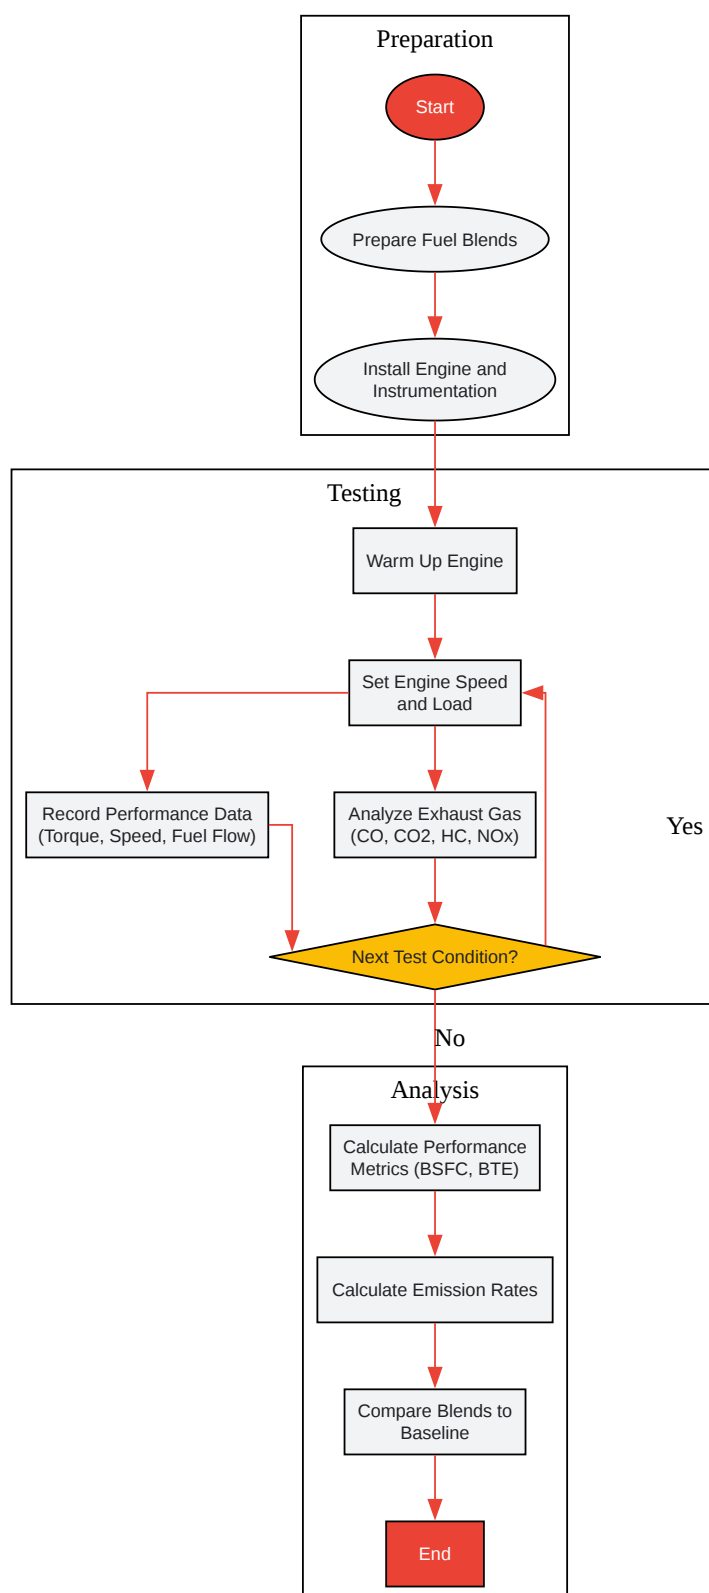 Preparation
Start
Prepare Fuel Blends
Install Engine and
Instrumentation
Testing
Warm Up Engine
Set Engine Speed
and Load
Record Performance Data
(Torque, Speed, Fuel Flow)
Analyze Exhaust Gas
(CO, CO2, HC, NOx)
Yes
Next Test Condition?
No
Analysis
Calculate Performance
Metrics (BSFC, BTE)
Calculate Emission Rates
Compare Blends to
Baseline
End